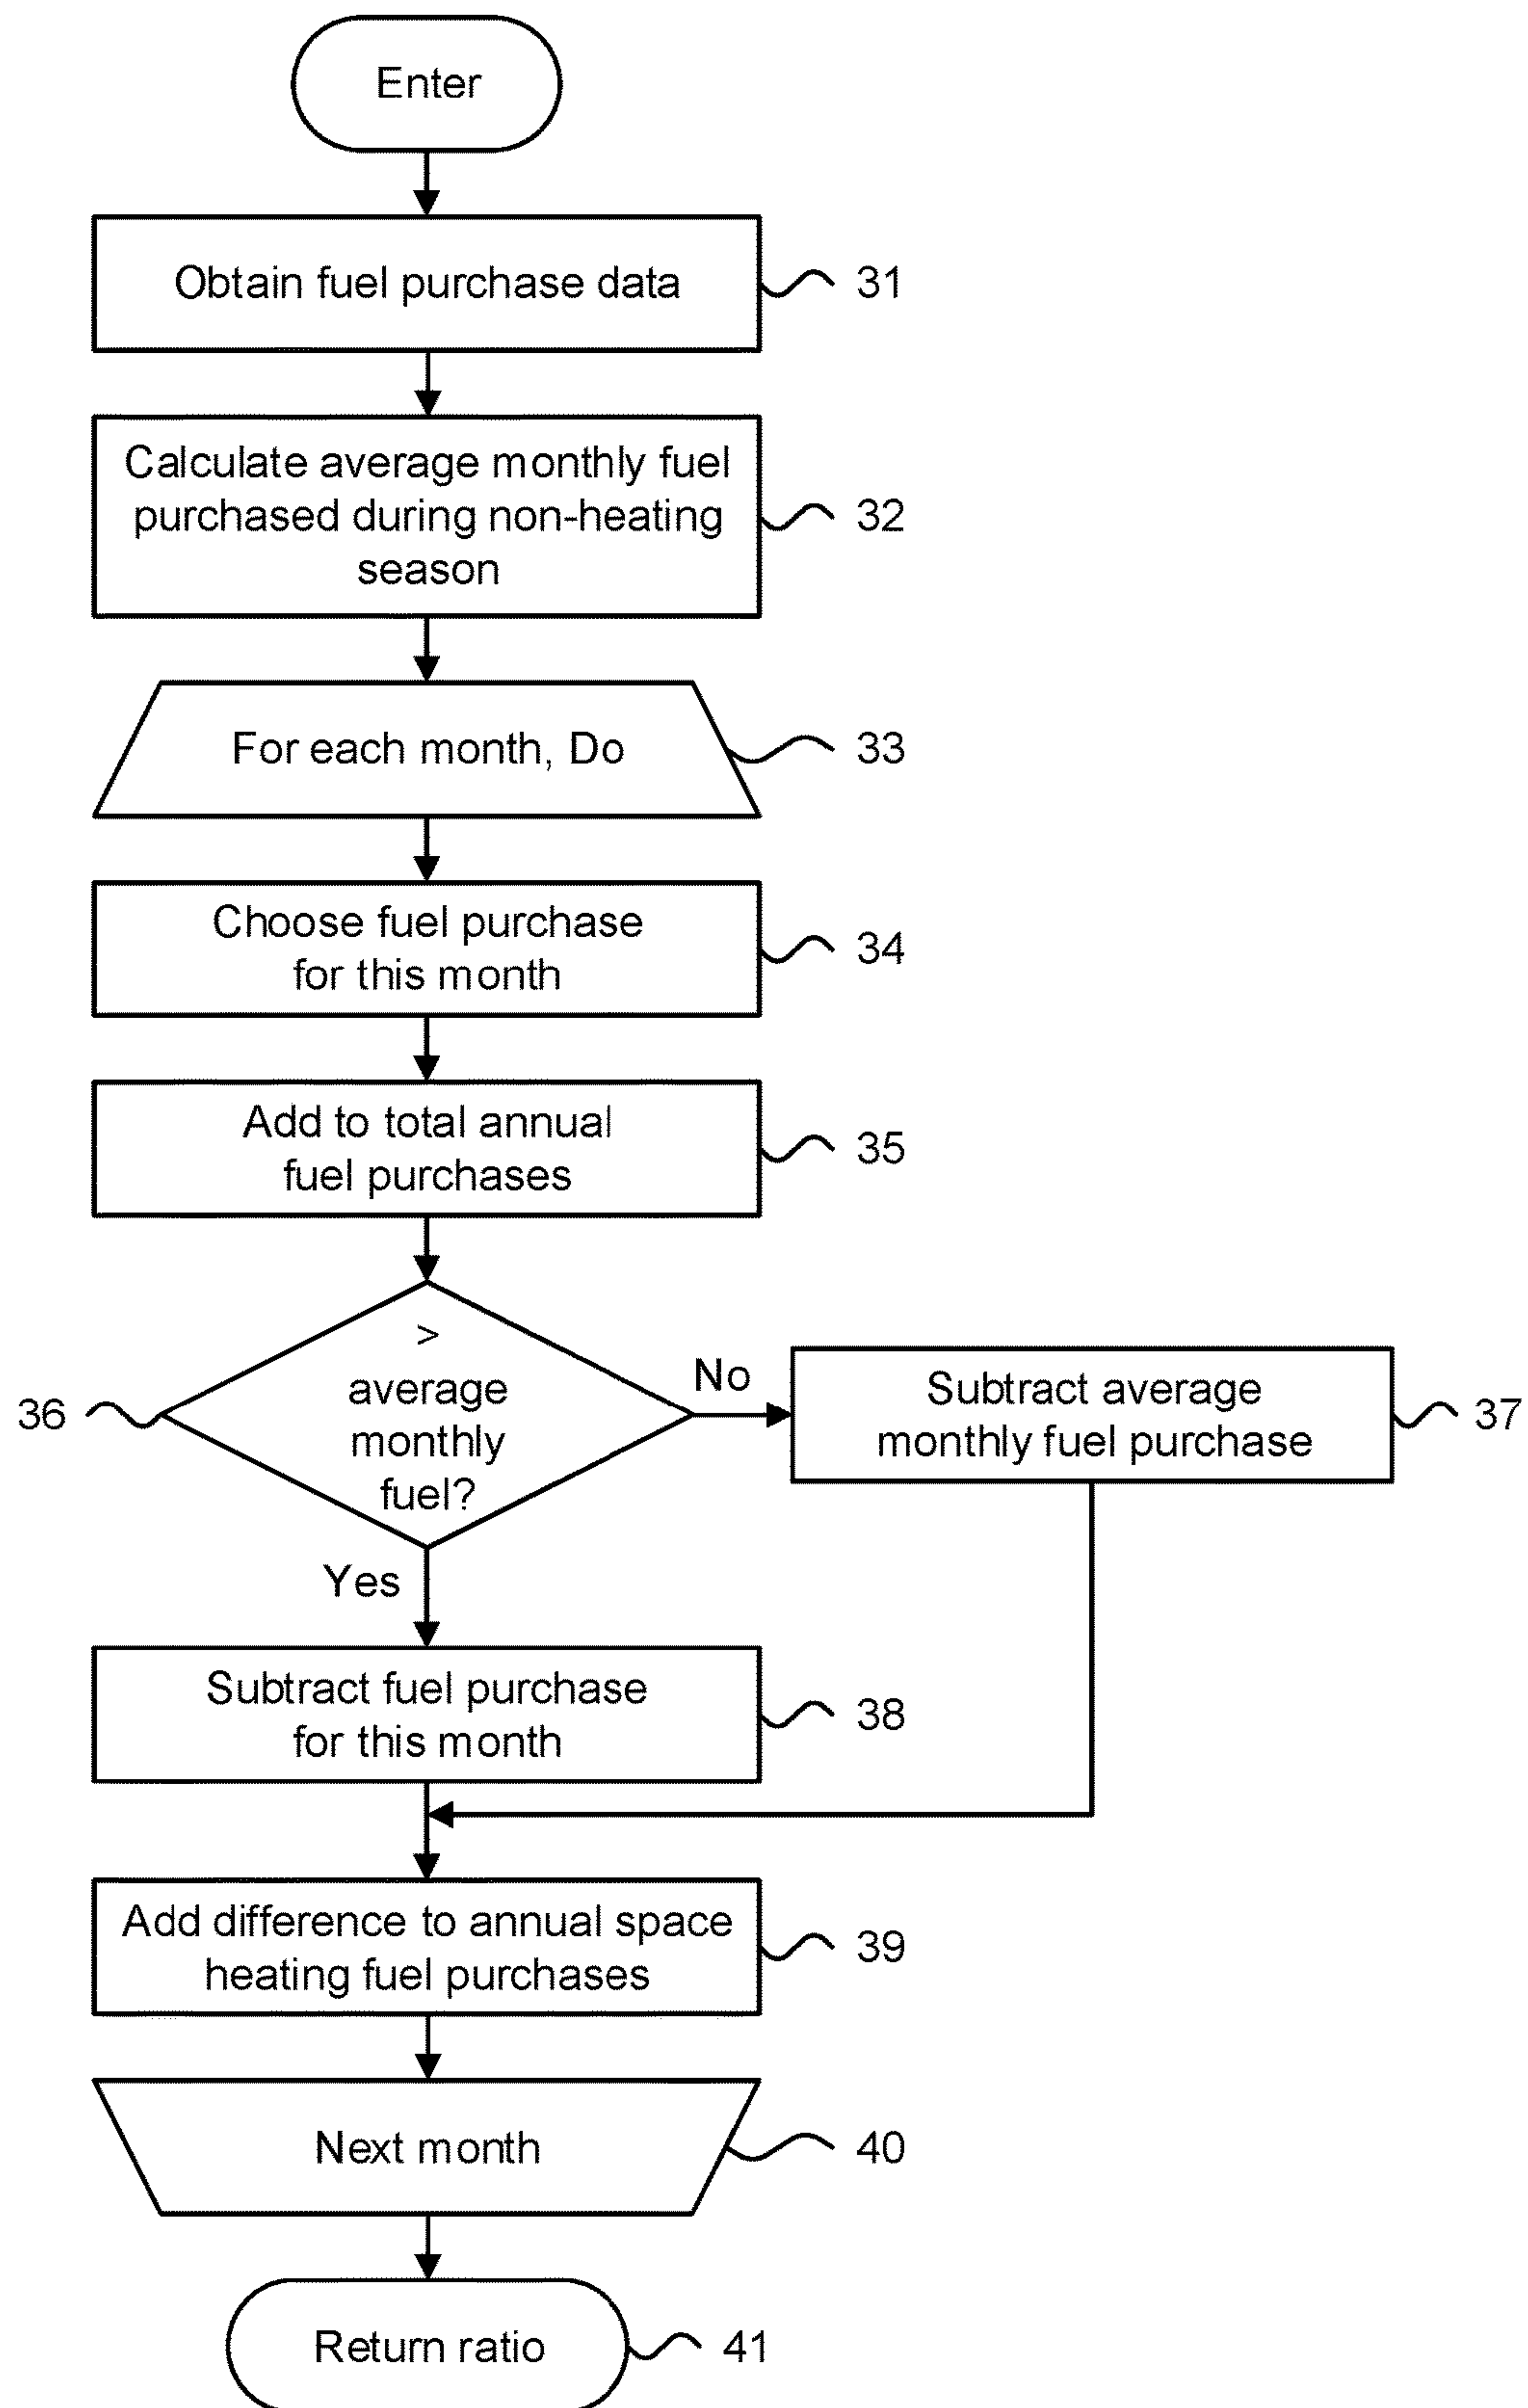 Enter
Obtain fuel purchase data
31
Calculate average monthly fuel
purchased during non-heating
season
32
For each month, Do
33
Choose fuel purchase
for this month
34
Add to total annual
fuel purchases
35
>
average
monthly
fuel?
36
No
Subtract average
monthly fuel purchase
37
Yes
Subtract fuel purchase
for this month
38
Add difference to annual space
heating fuel purchases
39
Next month
40
Return ratio
41